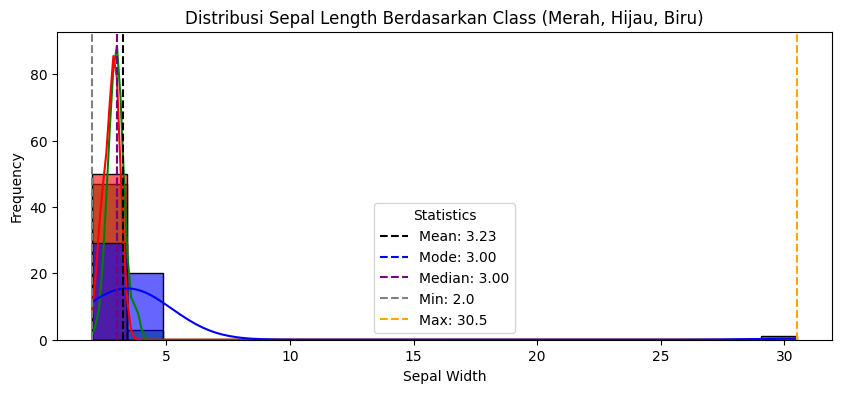 Distribusi Sepal Length Berdasarkan Class (Merah, Hijau, Biru)
Frequency
80
60
40
20
0
Statistics
Mean: 3.23
Mode: 3.00
Median: 3.00
Min: 2.0
Max: 30.5
5 10 15 20 25 30
Sepal Width